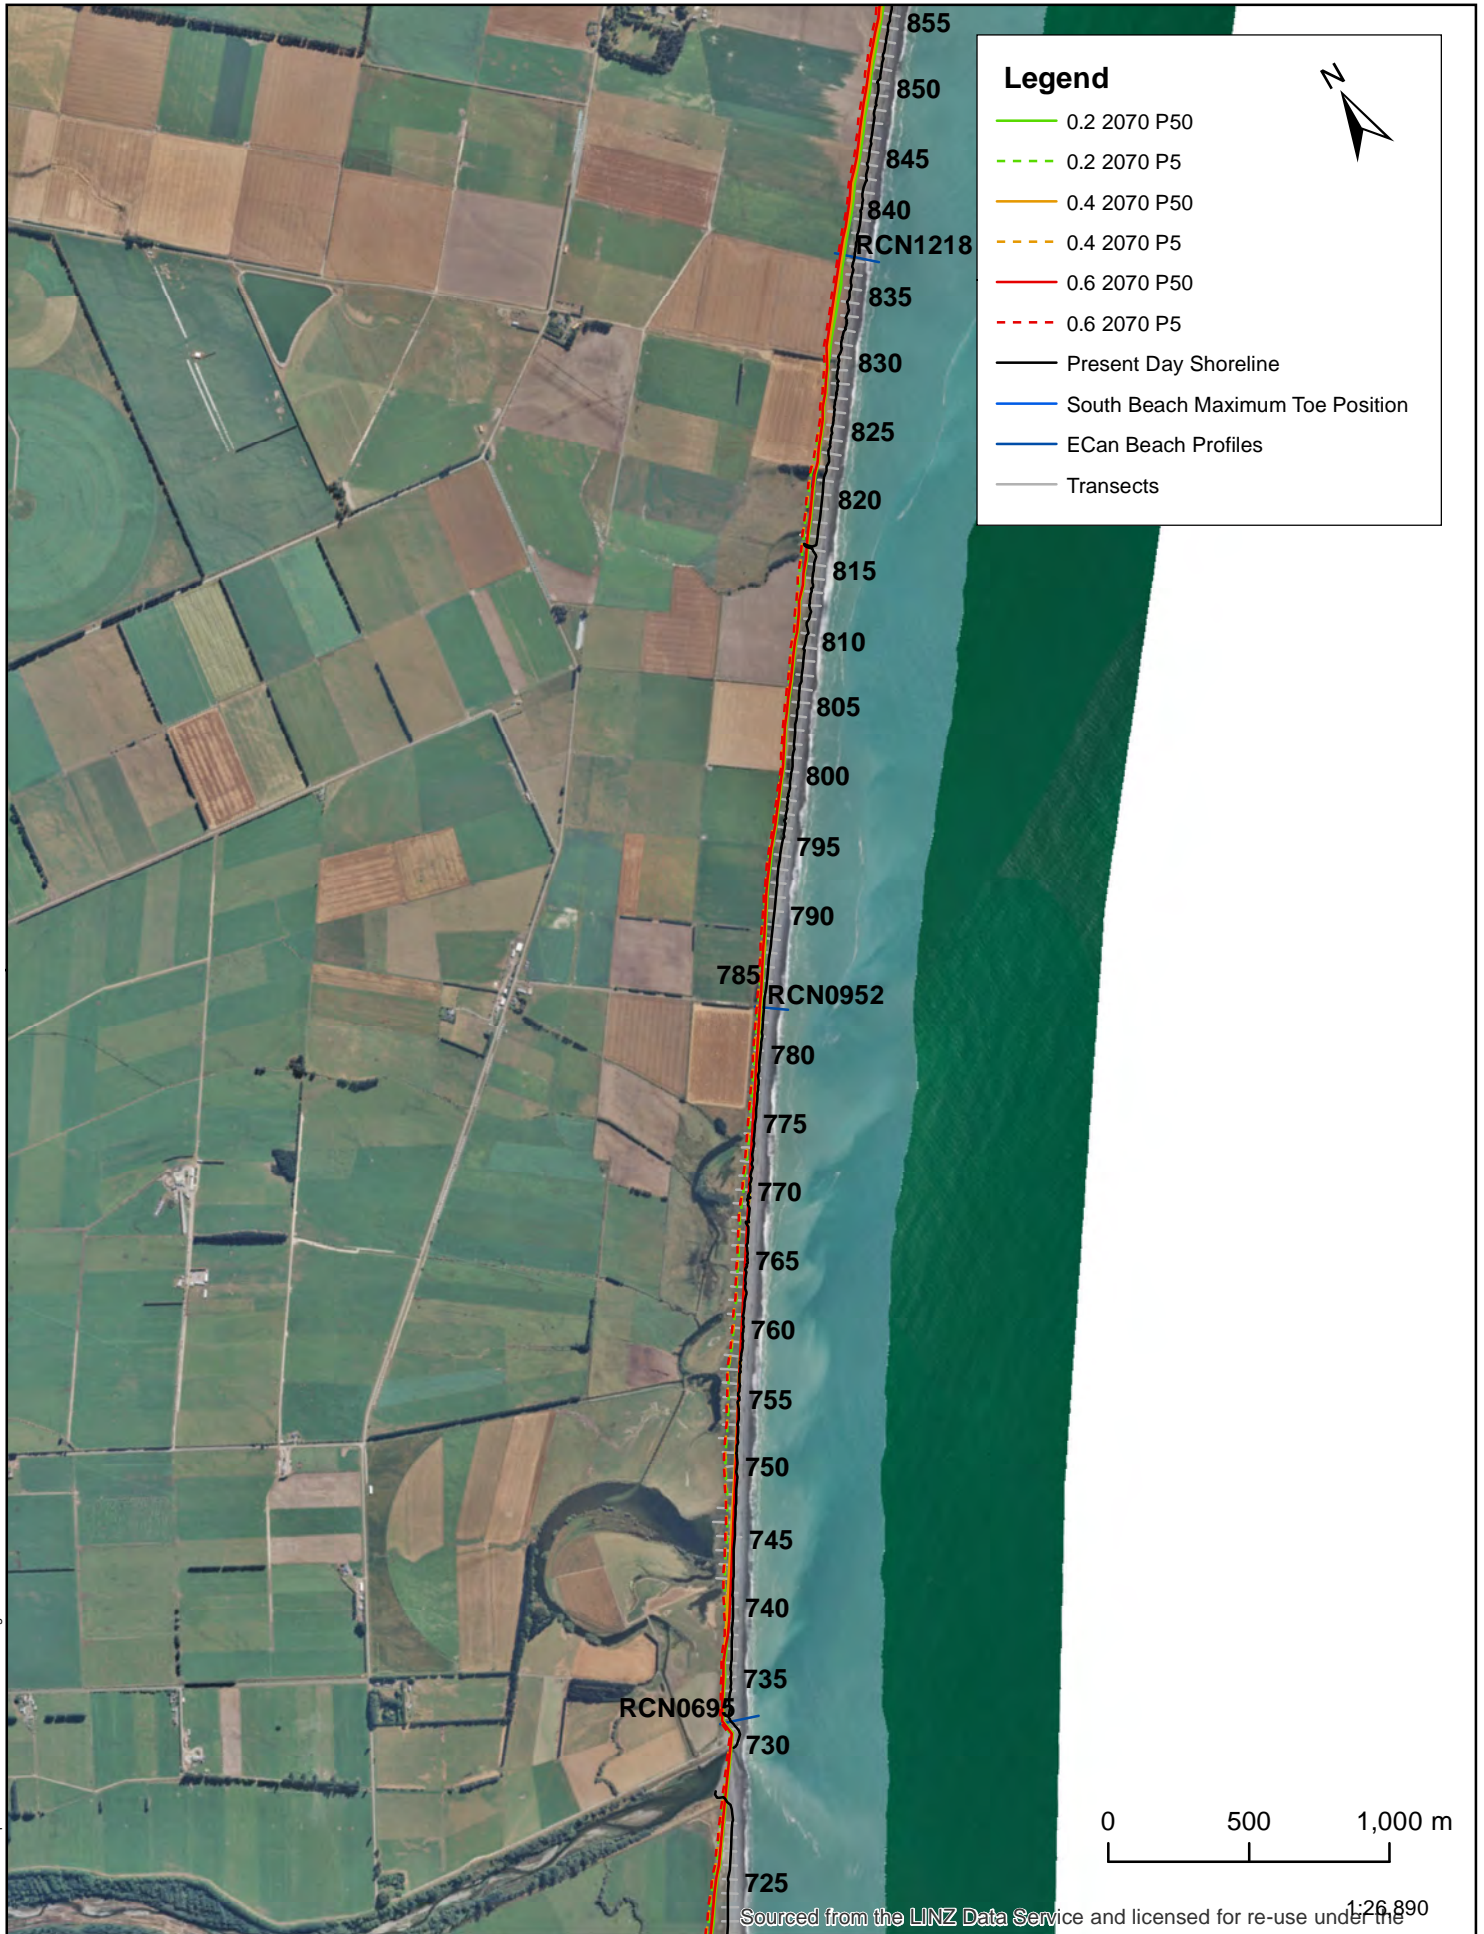 855
Legend
N
850
0.2 2070 P50
0.2 2070 P5
845
0.4 2070 P50
840
0.4 2070 P5
RCN1218
0.6 2070 P50
835
0.6 2070 P5
830
Present Day Shoreline
South Beach Maximum Toe Position
825
ECan Beach Profiles
820
Transects
815
810
805
800
795
790
785
RCN0952
780
775
770
765
760
755
750
745
740
735
RCN0695
730
0 500 1,000 m
725
1:26,890
Sourced from the LINZ Data Service and licensed for re-use under the